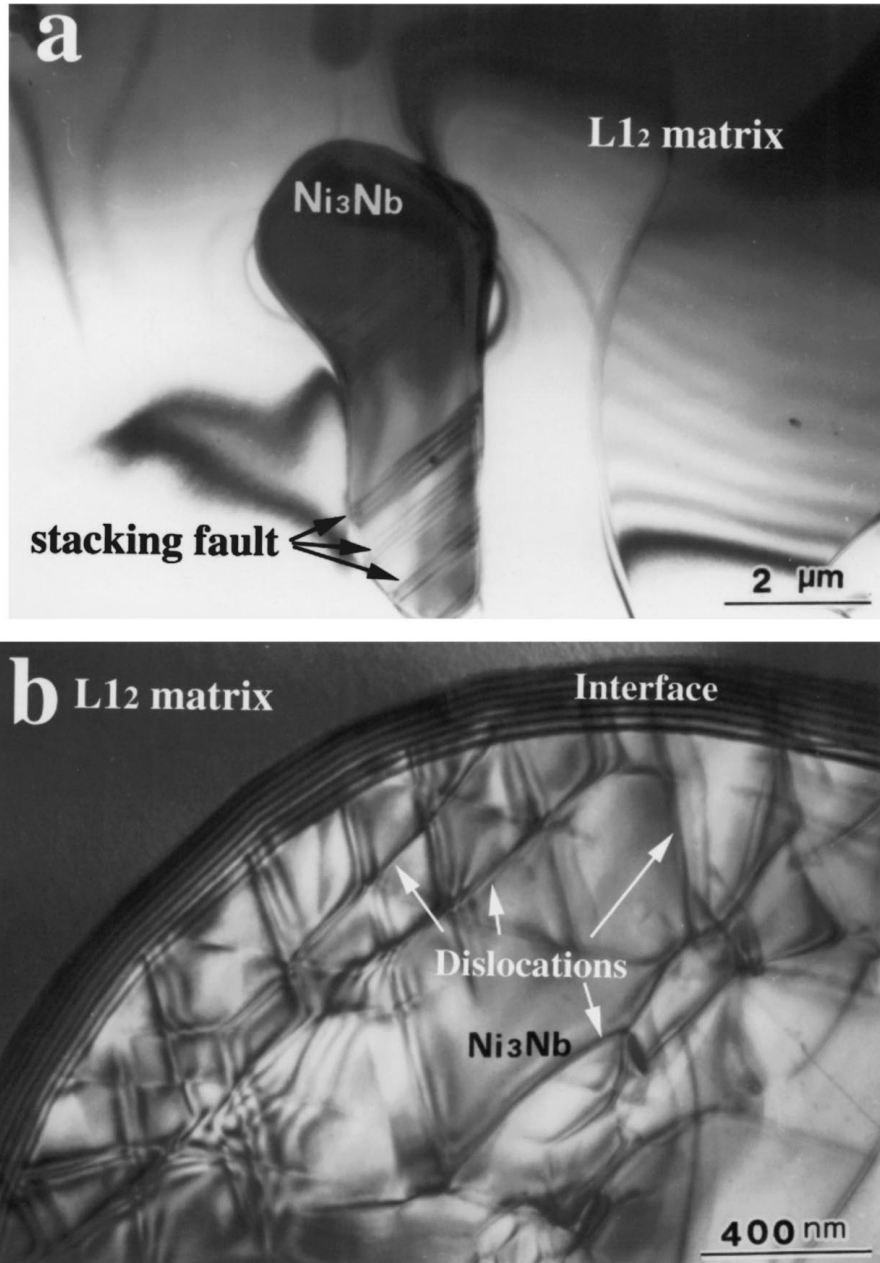 a
L1₂ matrix
Ni₃Nb
stacking fault
2 μm
b L1₂ matrix
Interface
Dislocations
Ni₃Nb
400 nm